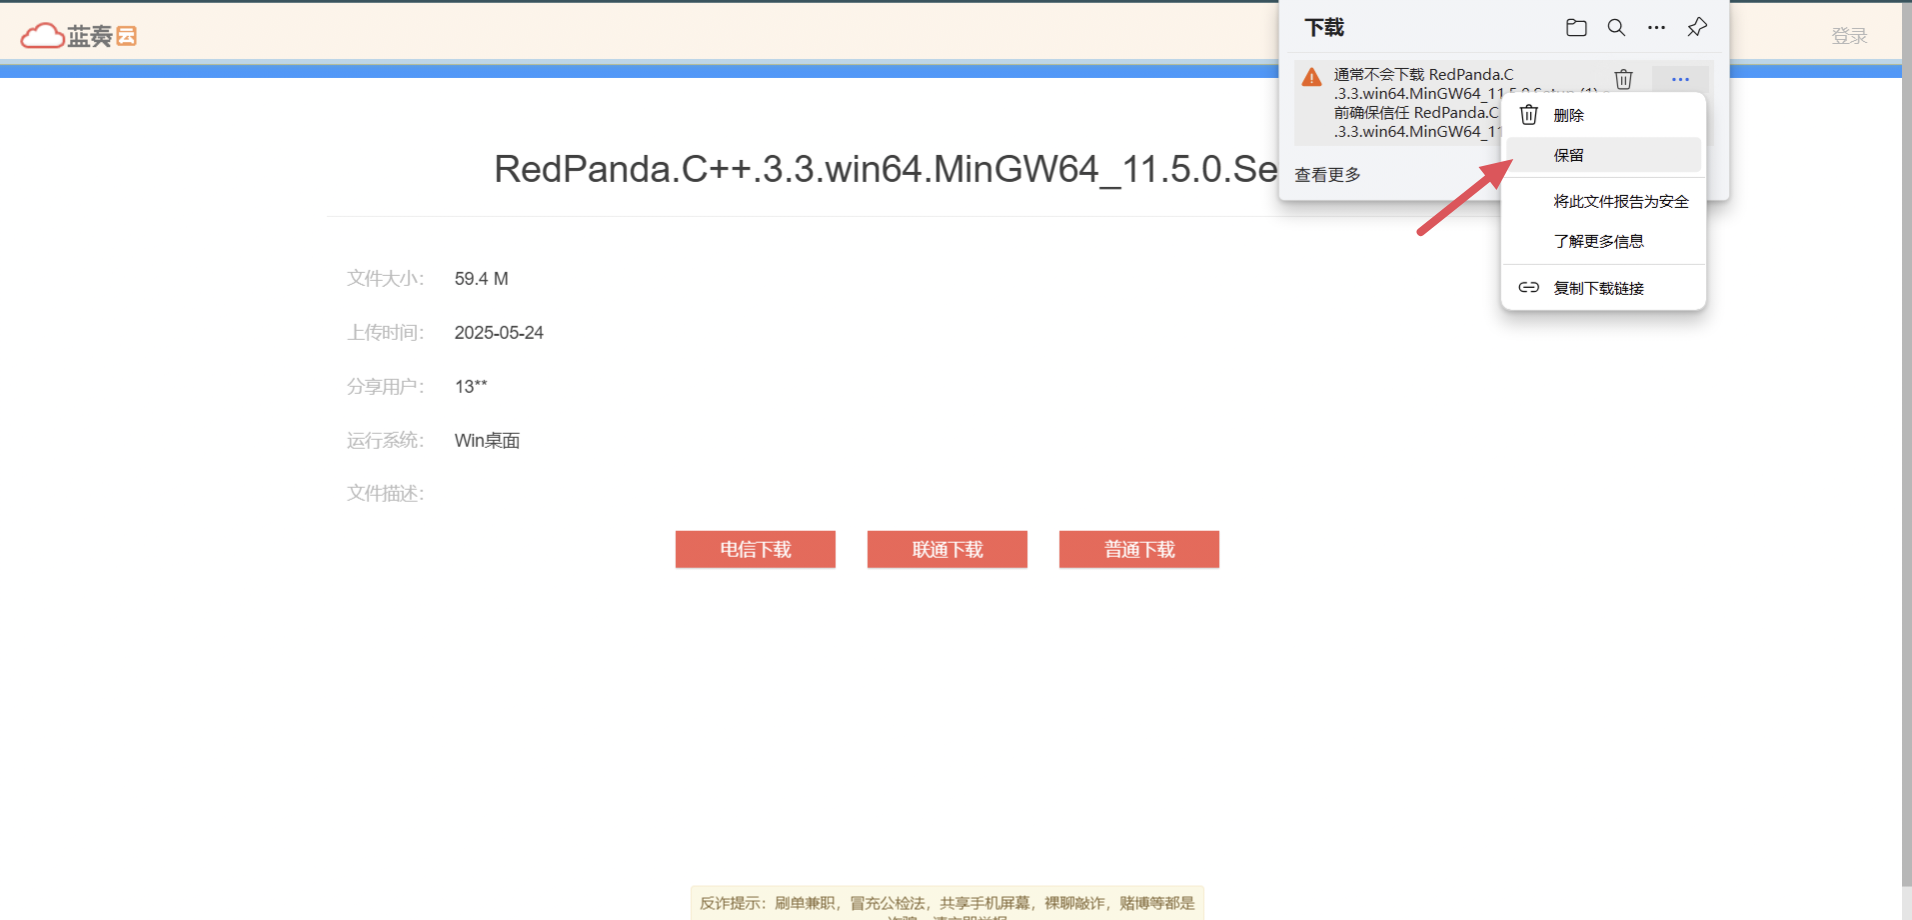 蓝奏云
登录
下载
通常不会下载 RedPanda.C
.3.3.win64.MinGW64_11.5.0.Setup (1)
前确保信任 RedPanda.C
.3.3.win64.MinGW64_1
查看更多
删除
保留
将此文件报告为安全
了解更多信息
复制下载链接
RedPanda.C++.3.3.win64.MinGW64_11.5.0.Se
文件大小： 59.4 M
上传时间： 2025-05-24
分享用户： 13**
运行系统： Win桌面
文件描述：
电信下载 联通下载 普通下载
反诈提示：刷单兼职，冒充公检法，共享手机屏幕，裸聊敲诈，赌博等都是